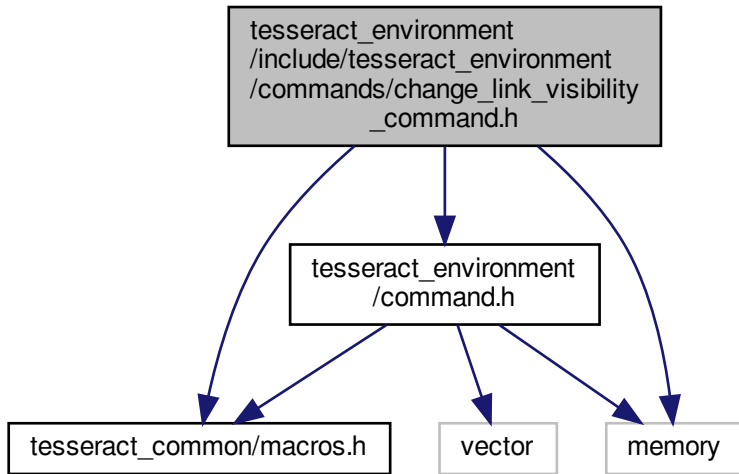 tesseract_environment
/include/tesseract_environment
/commands/change_link_visibility
_command.h
tesseract_environment
/command.h
tesseract_common/macros.h
vector
memory